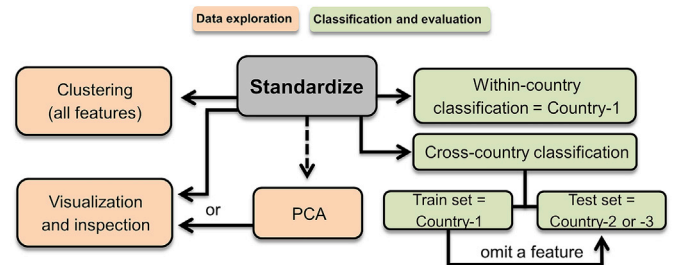 Data exploration
Classification and evaluation
Standardize
Clustering
(all features)
Within-country
classification = Country-1
Cross-country classification
Visualization
and inspection
or
PCA
Train set =
Country-1
Test set =
Country-2 or -3
omit a feature